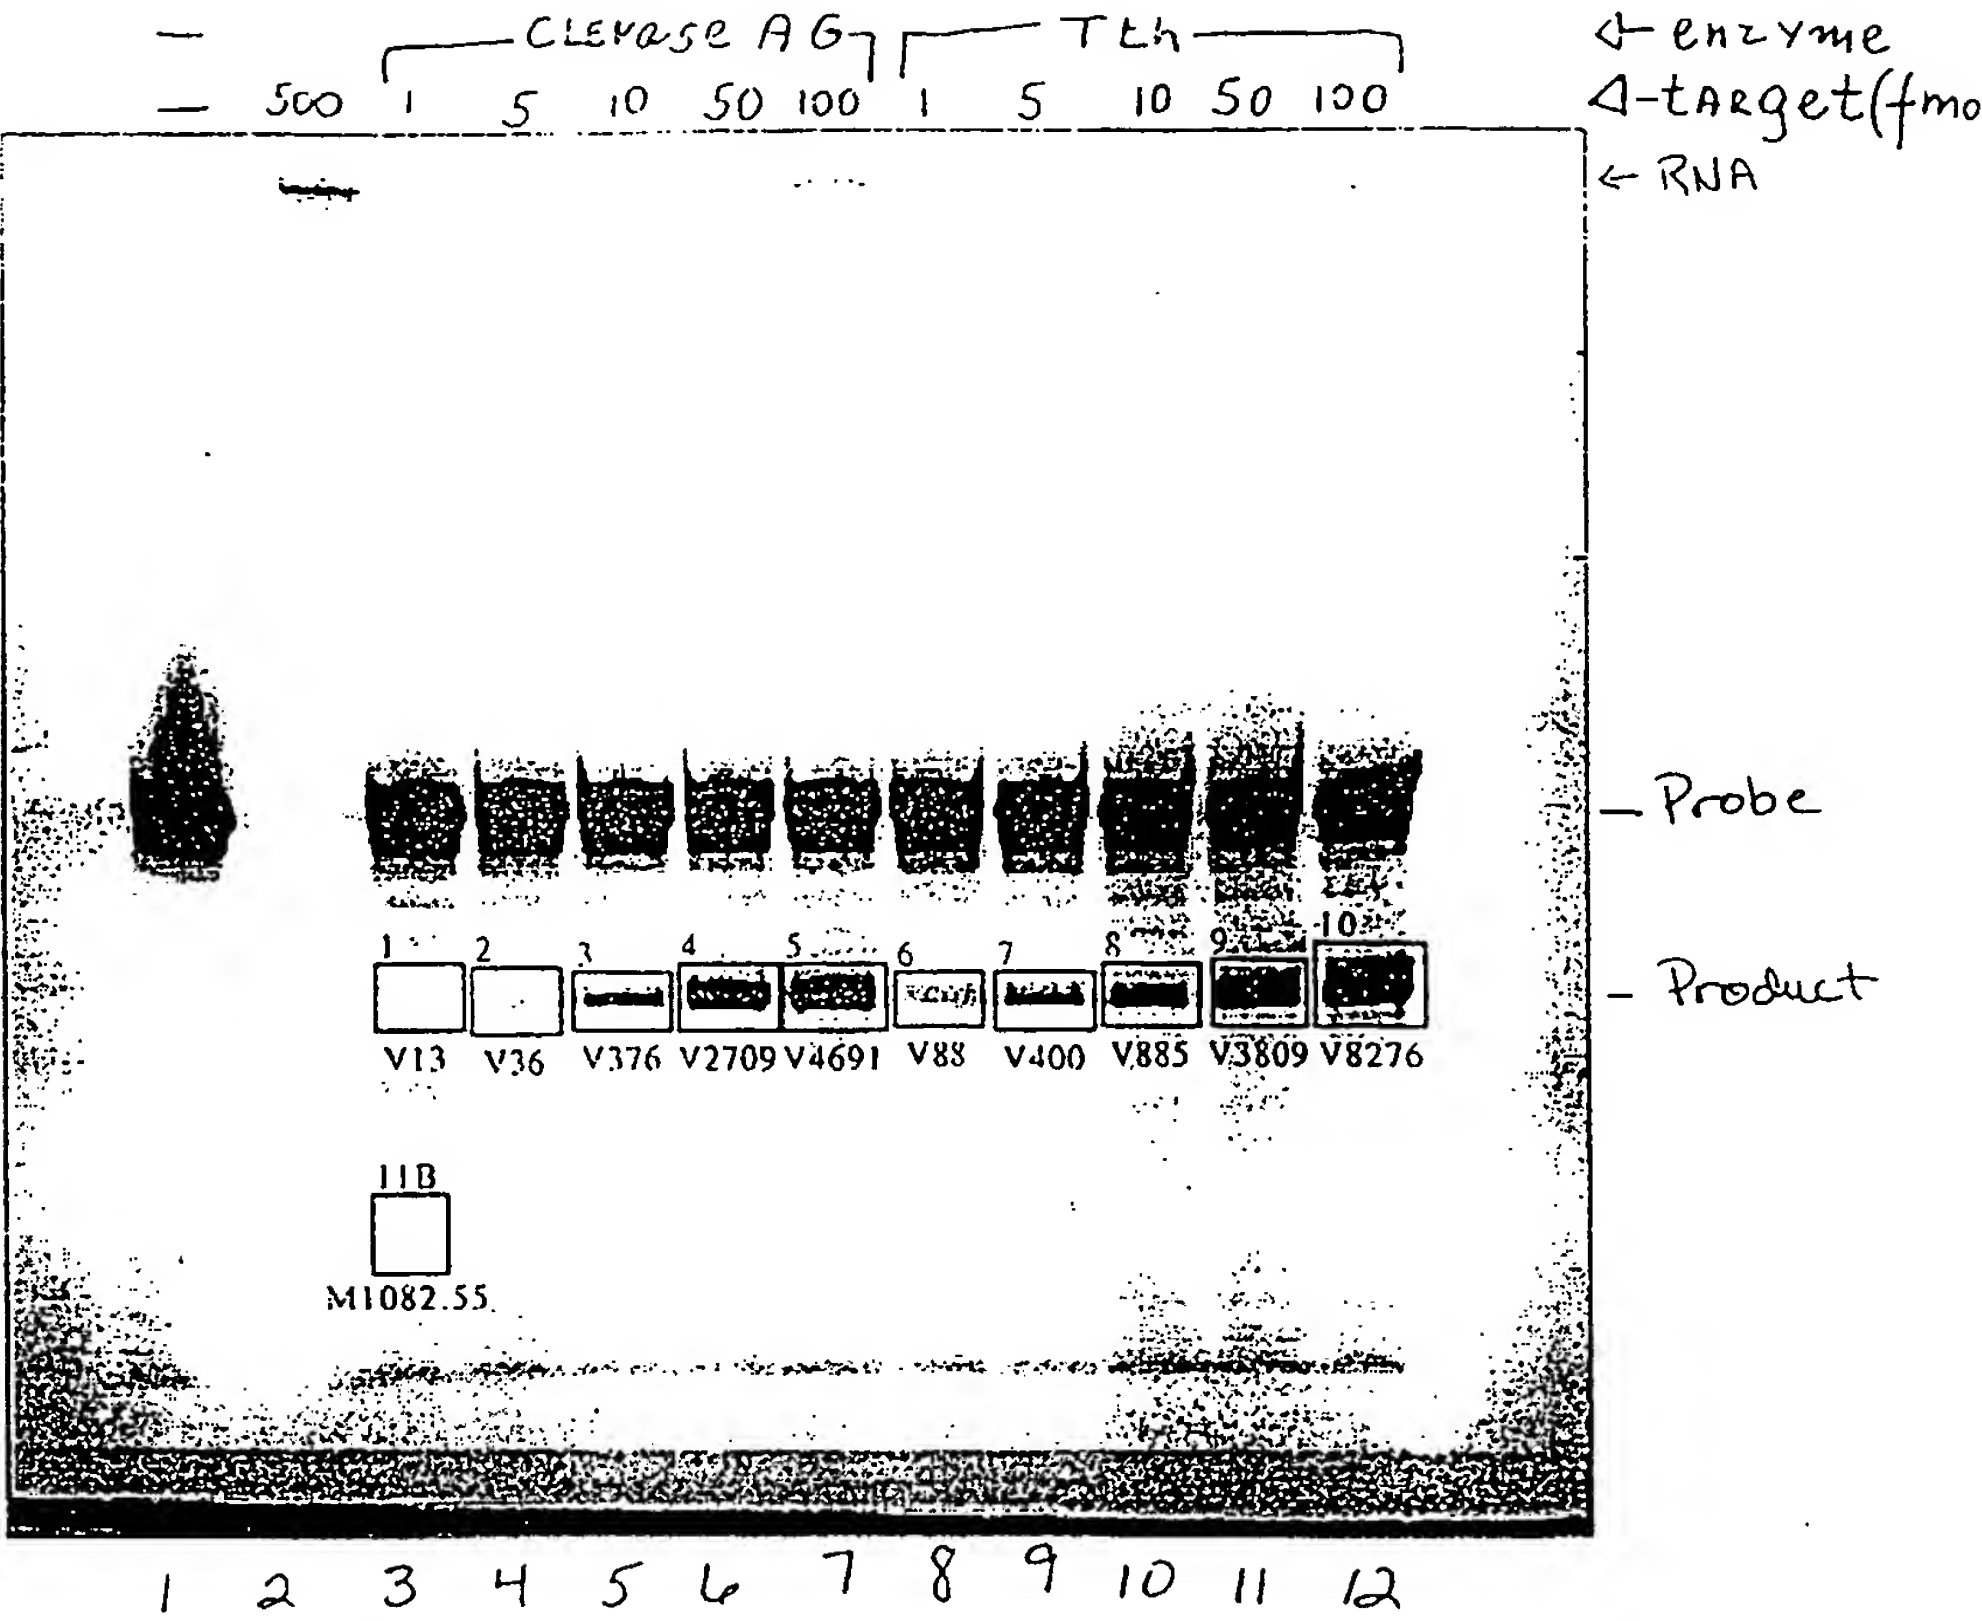 — Clevase AG Tth ← enzyme
— 500 1 5 10 50 100 1 5 10 50 100 ◁-tARget(fmo
← RNA
— Probe
1 2 3 4 5 6 7 8 9 10
— Product
V13 V36 V376 V2709 V4691 V88 V400 V885 V3809 V8276
11B
M1082.55
1 2 3 4 5 6 7 8 9 10 11 12